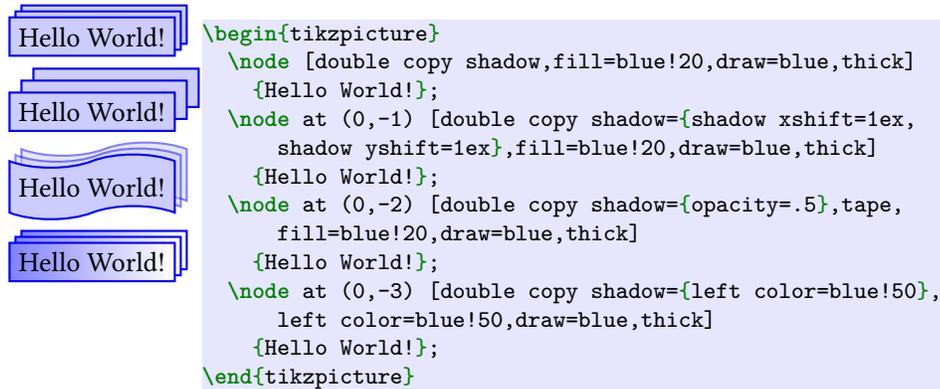 Hello World!
Hello World!
Hello World!
Hello World!
\begin{tikzpicture}
  \node [double copy shadow,fill=blue!20,draw=blue,thick]
    {Hello World!};
  \node at (0,-1) [double copy shadow={shadow xshift=1ex,
      shadow yshift=1ex},fill=blue!20,draw=blue,thick]
    {Hello World!};
  \node at (0,-2) [double copy shadow={opacity=.5},tape,
      fill=blue!20,draw=blue,thick]
    {Hello World!};
  \node at (0,-3) [double copy shadow={left color=blue!50},
      left color=blue!50,draw=blue,thick]
    {Hello World!};
\end{tikzpicture}